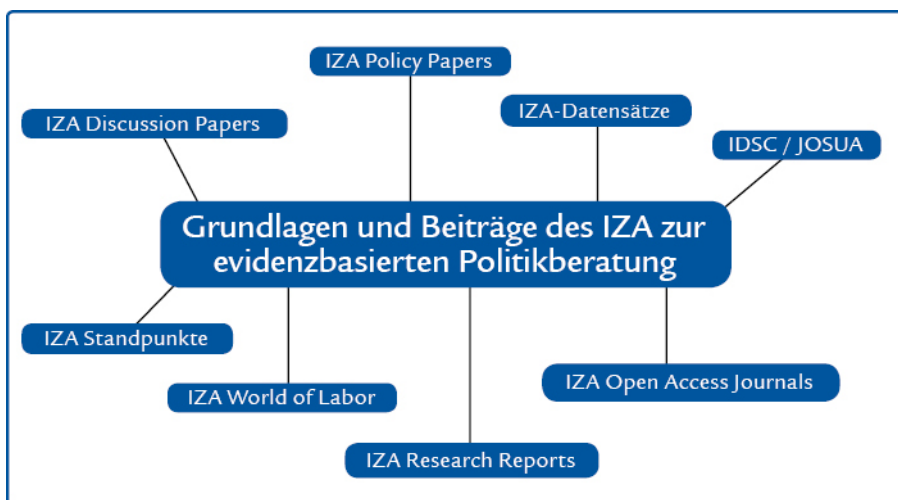 IZA Policy Papers
IZA-Datensätze
IZA Discussion Papers
IDSC / JOSUA
Grundlagen und Beiträge des IZA zur
evidenzbasierten Politikberatung
IZA Standpunkte
IZA World of Labor
IZA Open Access Journals
IZA Research Reports